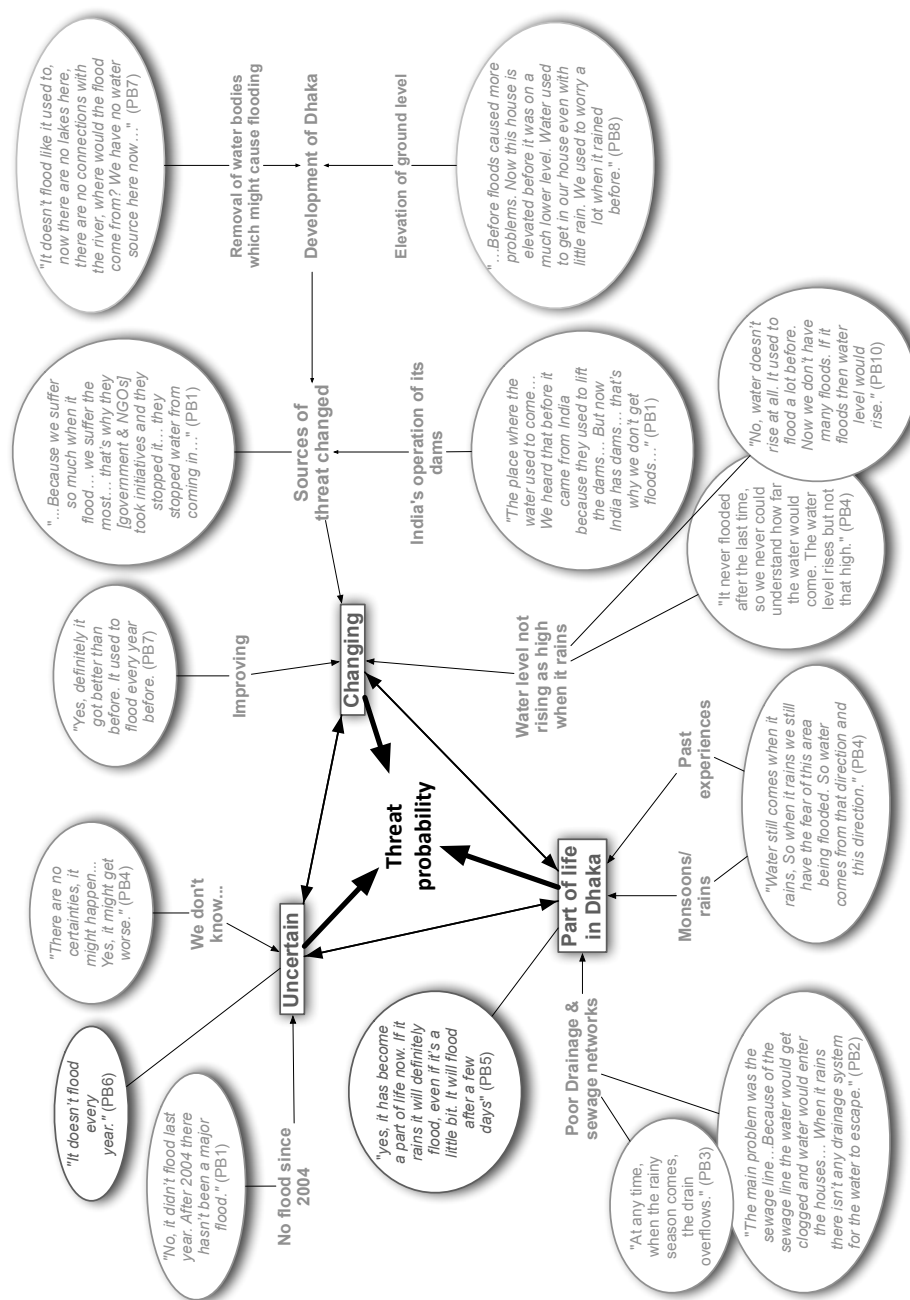 "It doesn't flood every year." (PB6)
"No, it didn't flood last
year. After 2004 there
hasn't been a major
flood." (PB1)
No flood since
2004
"There are no
certainties, it
might happen...
Yes, it might get
worse." (PB4)
We don't
know...
Uncertain
"Yes, definitely it
got better than
before. It used to
flood every year
before. (PB7)
Improving
Changing
"...Because we suffer
so much when it
flood... we suffer the
most... that's why they
[government & NGOs]
took initiatives and they
stopped it... they
stopped water from
coming in..." (PB1)
Sources of
threat changed
India's operation of its
dams
"The place where the
water used to come...
We heard that before it
came from India
because they used to lift
the dams... But now
India has dams... that's
why we don't get
floods..." (PB1)
"It doesn't flood like it used to,
now there are no lakes here,
there are no connections with
the river, where would the flood
come from? We have no water
source here now..." (PB7)
Removal of water bodies
which might cause flooding
Development of Dhaka
Elevation of ground level
"...Before floods caused more
problems. Now this house is
elevated before it was on a
much lower level. Water used
to get in our house even with
little rain. We used to worry a
lot when it rained
before." (PB8)
Threat
probability
"yes, it has become
a part of life now. If it
rains it will definitely
flood, even if it's a
little bit. It will flood
after a few
days" (PB5)
Part of life
in Dhaka
Poor Drainage &
sewage networks
"At any time,
when the rainy
season comes,
the drain
overflows." (PB3)
"The main problem was the
sewage line...Because of the
sewage line the water would get
clogged and water would enter
the houses... When it rains
there isn't any drainage system
for the water to escape." (PB2)
Monsoons/
rains
Past
experiences
"Water still comes when it
rains. So when it rains we still
have the fear of this area
being flooded. So water
comes from that direction and
this direction." (PB4)
Water level not
rising as high
when it rains
"It never flooded
after the last time,
so we never could
understand how far
the water would
come. The water
level rises but not
that high." (PB4)
"No, water doesn't
rise at all. It used to
flood a lot before.
Now we don't have
many floods. If it
floods then water
level would
rise." (PB10)